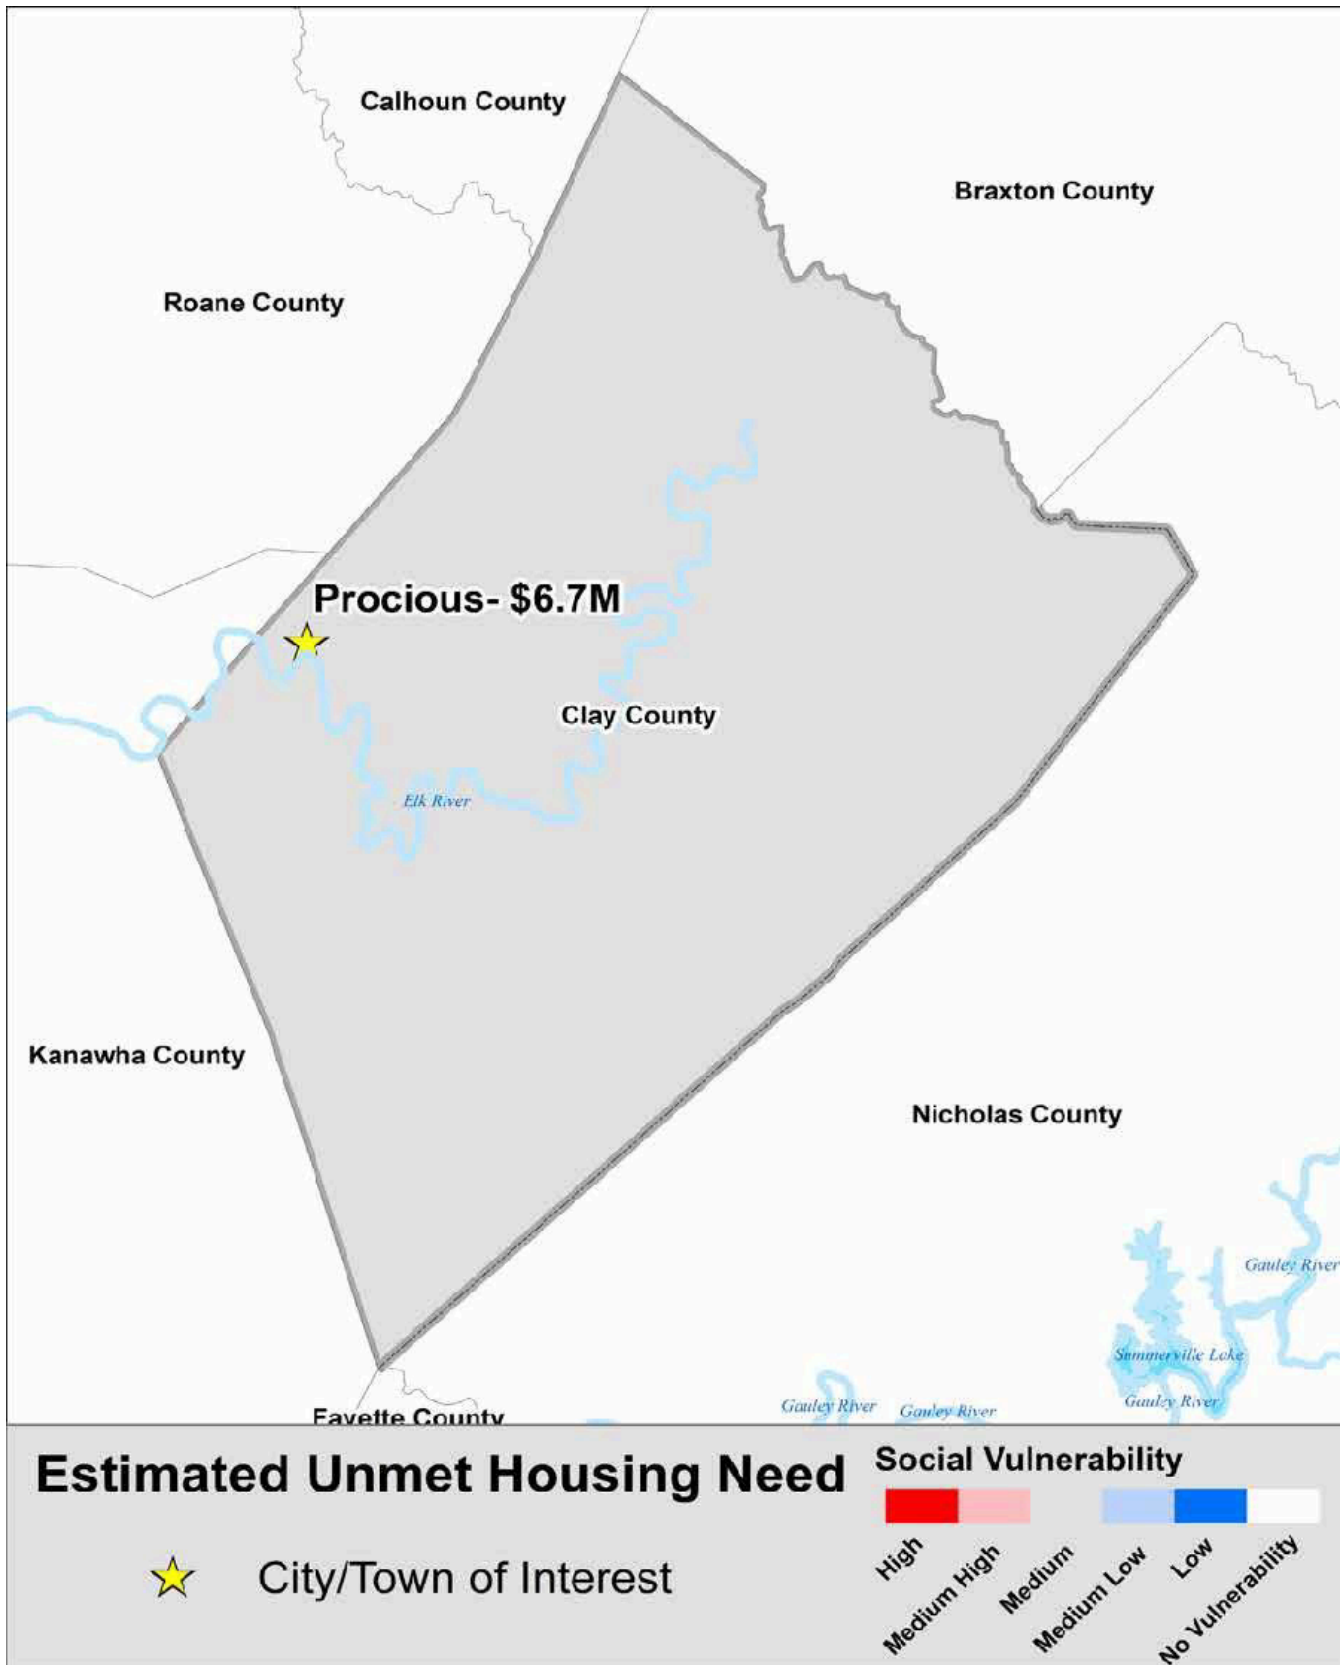 Calhoun County
Braxton County
Roane County
Procious- $6.7M
Clay County
Elk River
Kanawha County
Nicholas County
Gauley River
Summerville Lake
Gauley River
Gauley River
Gauley River
Fayette County
Estimated Unmet Housing Need
Social Vulnerability
High
Medium High
Medium
Medium Low
Low
No Vulnerability
City/Town of Interest